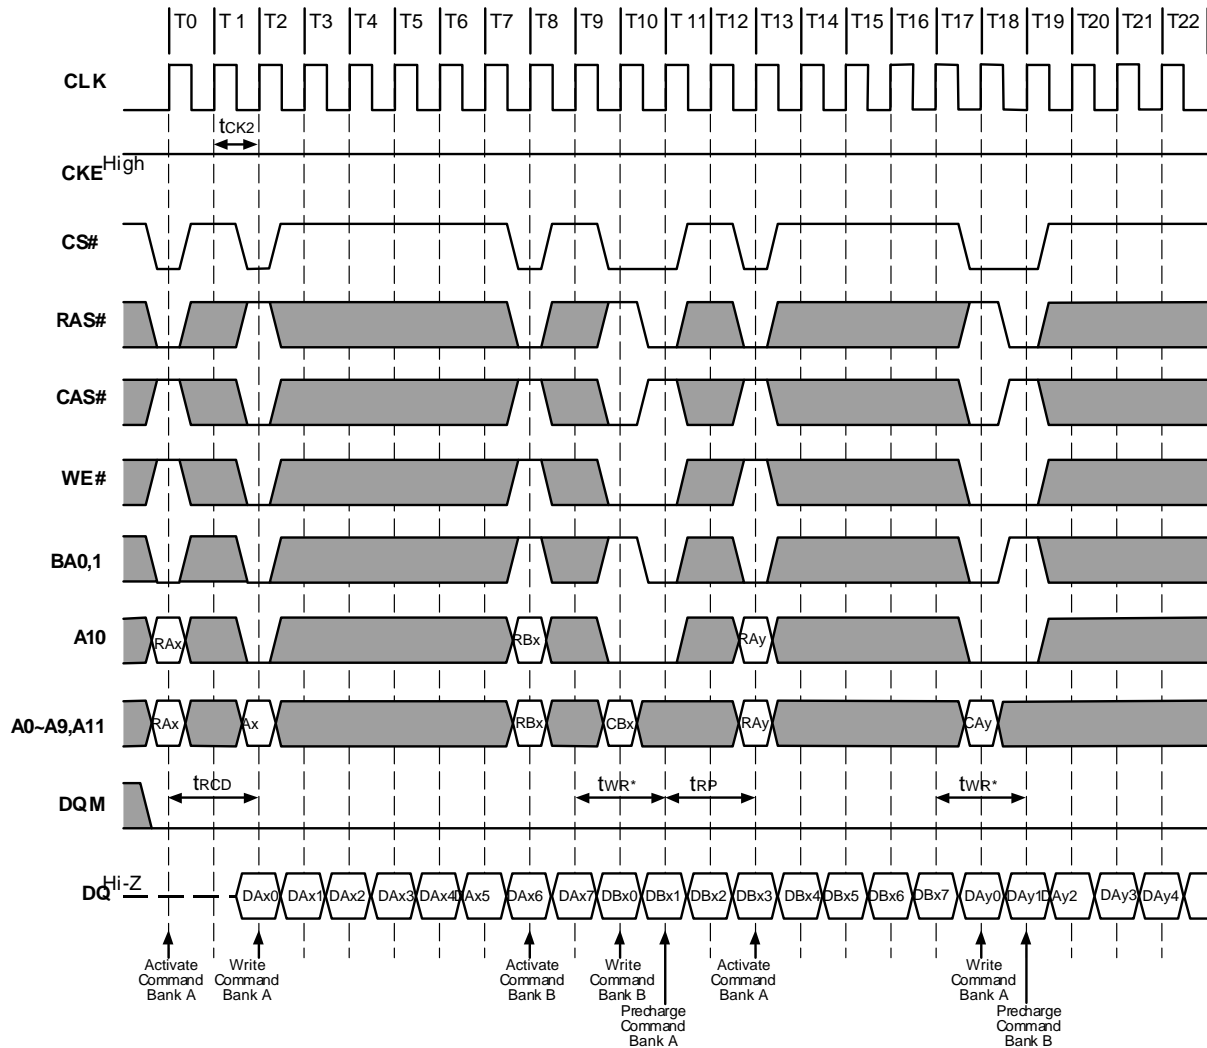 T0 T 1 T2 T3 T4 T5 T6 T7 T8 T9 T10 T 11 T12 T13 T14 T15 T16 T17 T18 T19 T20 T21 T22
CLK
tCK2
High
CKE
CS#
RAS#
CAS#
WE#
BA0,1
A10
RAx RBx RAy
A0~A9,A11
RAx Ax RBx CBx RAy CAy
tRCD tWR* tRP tWR*
DQM
Hi-Z
DQ
DAx0 DAx1 DAx2 DAx3 DAx4 DAx5 DAx6 DAx7 DBx0 DBx1 DBx2 DBx3 DBx4 DBx5 DBx6 DBx7 DAy0 DAy1 DAy2 DAy3 DAy4
Activate
Command
Bank A
Write
Command
Bank A
Activate
Command
Bank B
Write
Command
Bank B
Precharge
Command
Bank A
Activate
Command
Bank A
Write
Command
Bank A
Precharge
Command
Bank B